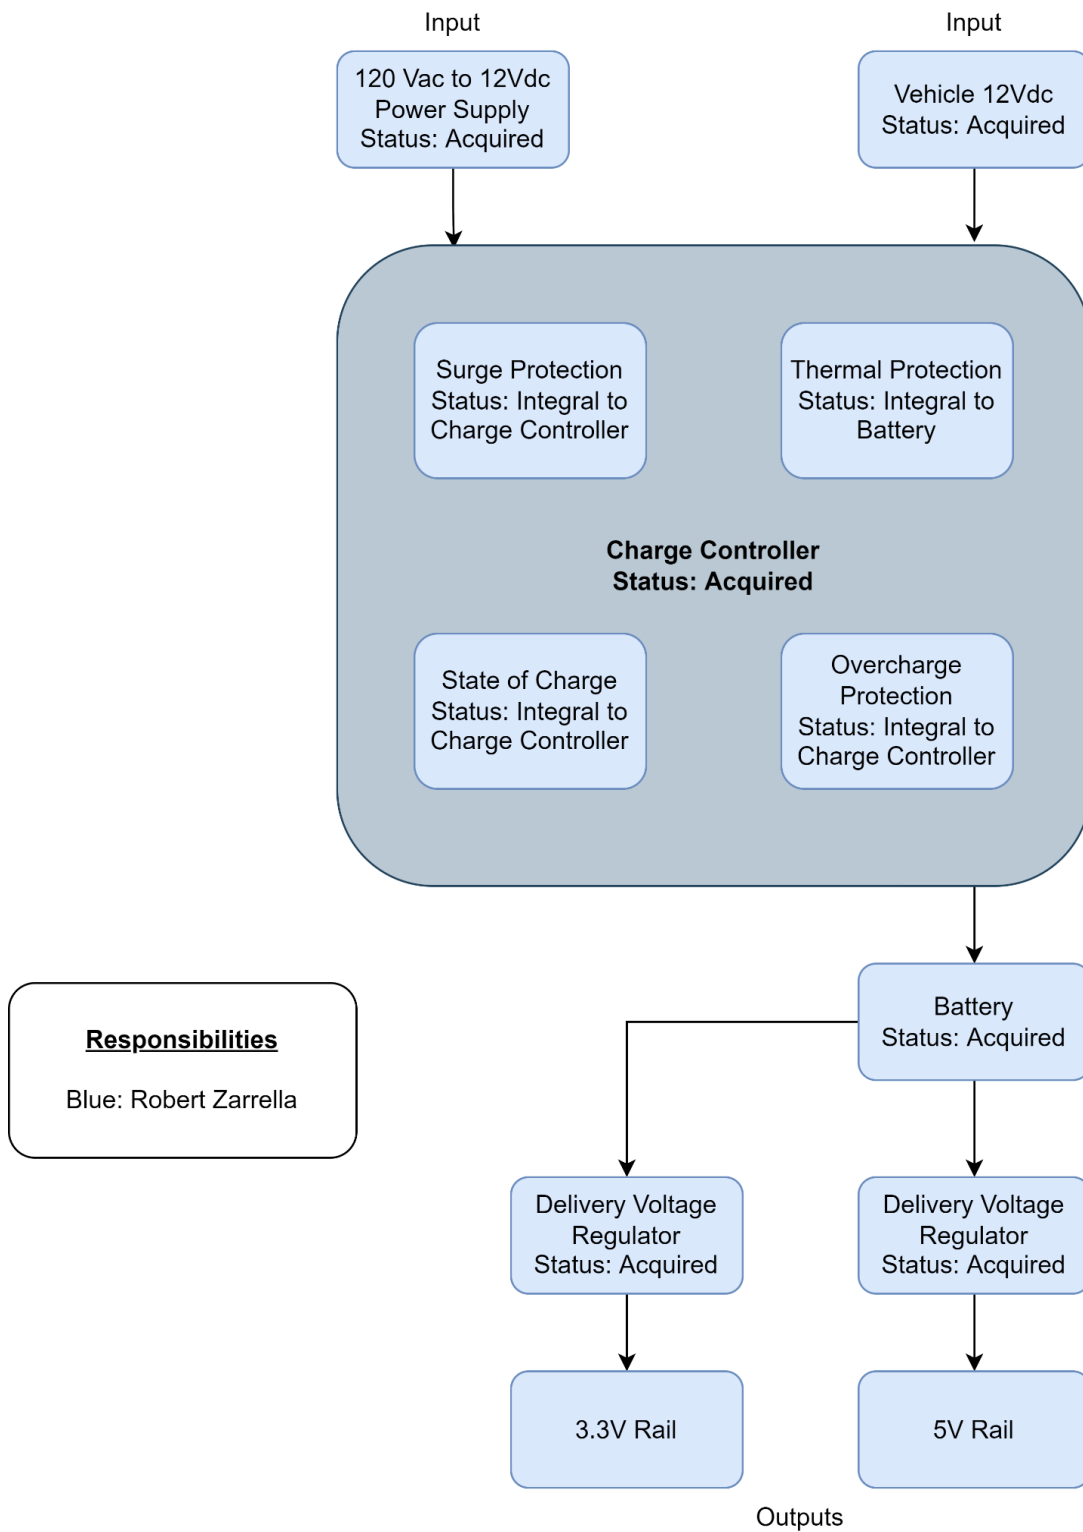 Input
Input
120 Vac to 12Vdc
Power Supply
Status: Acquired
Vehicle 12Vdc
Status: Acquired
Surge Protection
Status: Integral to
Charge Controller
Thermal Protection
Status: Integral to
Battery
Charge Controller
Status: Acquired
State of Charge
Status: Integral to
Charge Controller
Overcharge
Protection
Status: Integral to
Charge Controller
Battery
Status: Acquired
Responsibilities
Blue: Robert Zarrella
Delivery Voltage
Regulator
Status: Acquired
Delivery Voltage
Regulator
Status: Acquired
3.3V Rail
5V Rail
Outputs